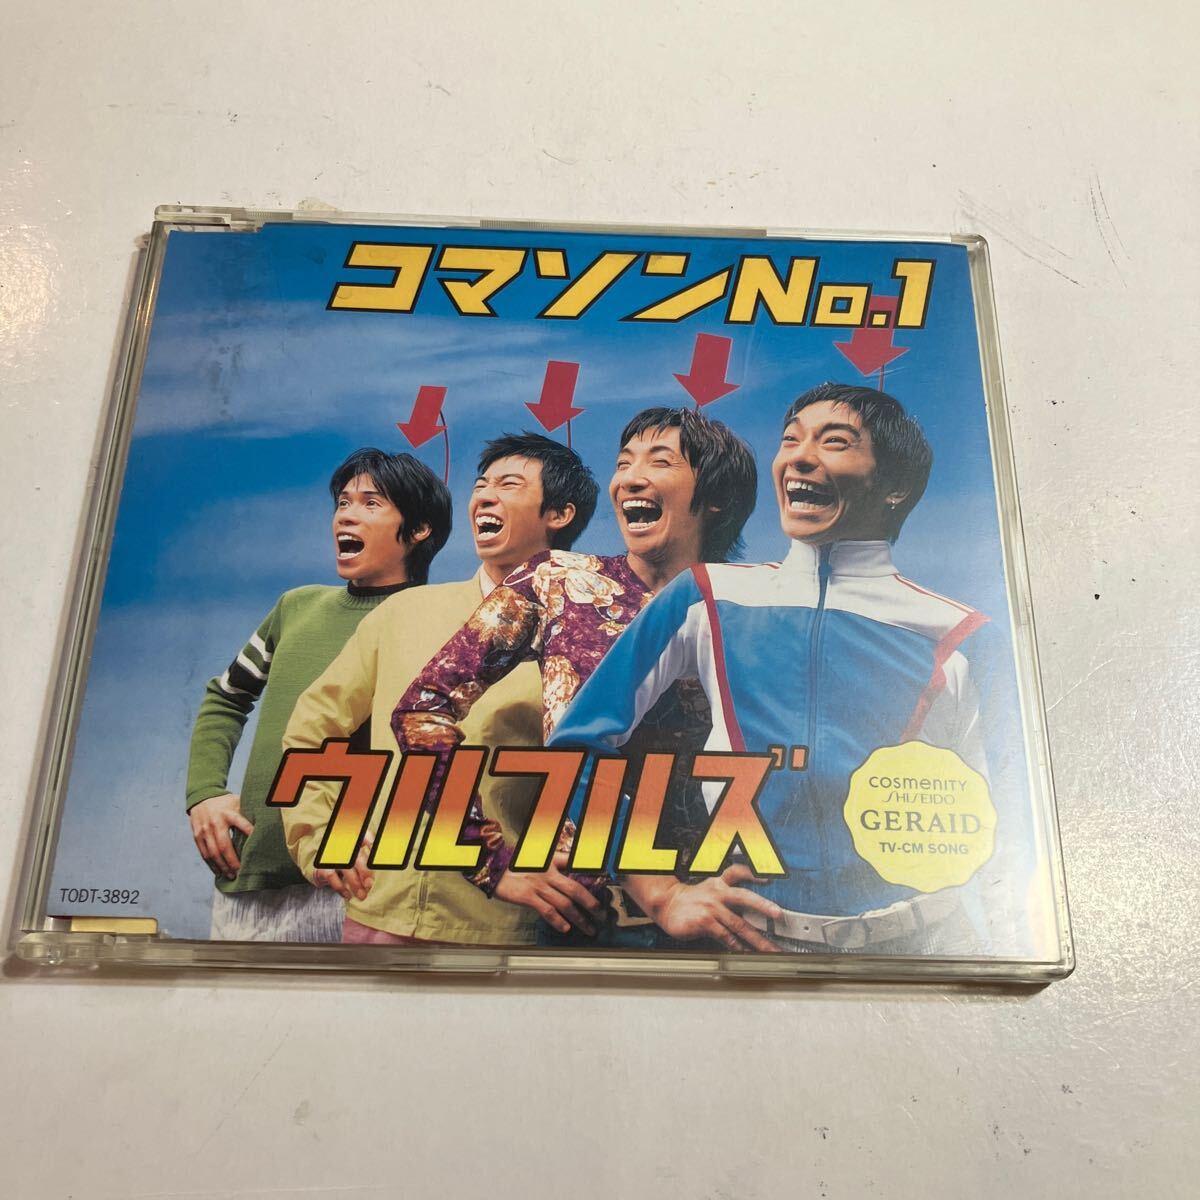 コマソンNo.1
ウルフルズ
COSMENITY
SHISEIDO
GERAID
TV-CM SONG
TODT-3892